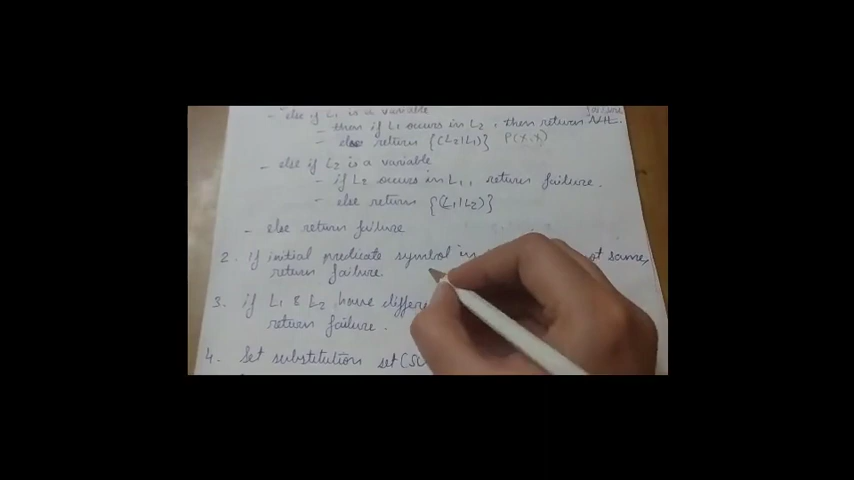 - else if L1 is a variable
- then if L1 occurs in L2, then return NIL.
- else return {(L2|L1)} P(x,x)
- else if L2 is a variable
- if L2 occurs in L1, return failure.
- else return {(L1|L2)}
- else return failure
2. If initial predicate symbol in not same,
return failure.
3. if L1 & L2 have differe
return failure.
4. Set substitution set (SU